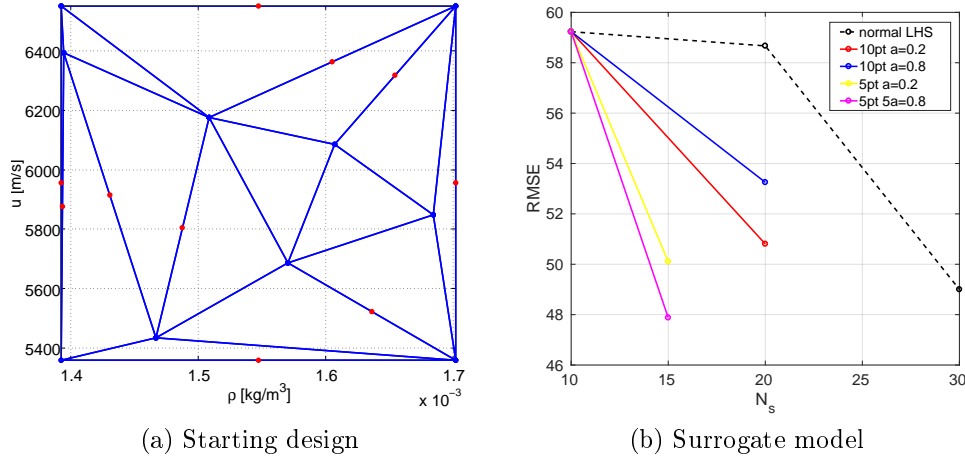 6400
6200
6000
5800
5600
5400
u [m/s]
1.4
1.5
1.6
1.7
ρ [kg/m³]
x 10⁻³
(a) Starting design
60
58
56
54
52
50
48
46
RMSE
10
15
20
25
30
N_s
normal LHS
10pt a=0.2
10pt a=0.8
5pt a=0.2
5pt 5a=0.8
(b) Surrogate model